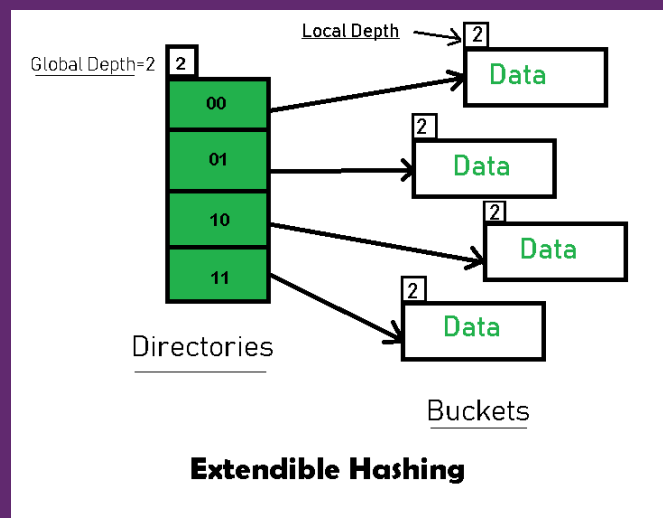 Local Depth
2
Global Depth=2
2
Data
00
2
01
Data
2
10
Data
11
2
Data
Directories
Buckets
Extendible Hashing